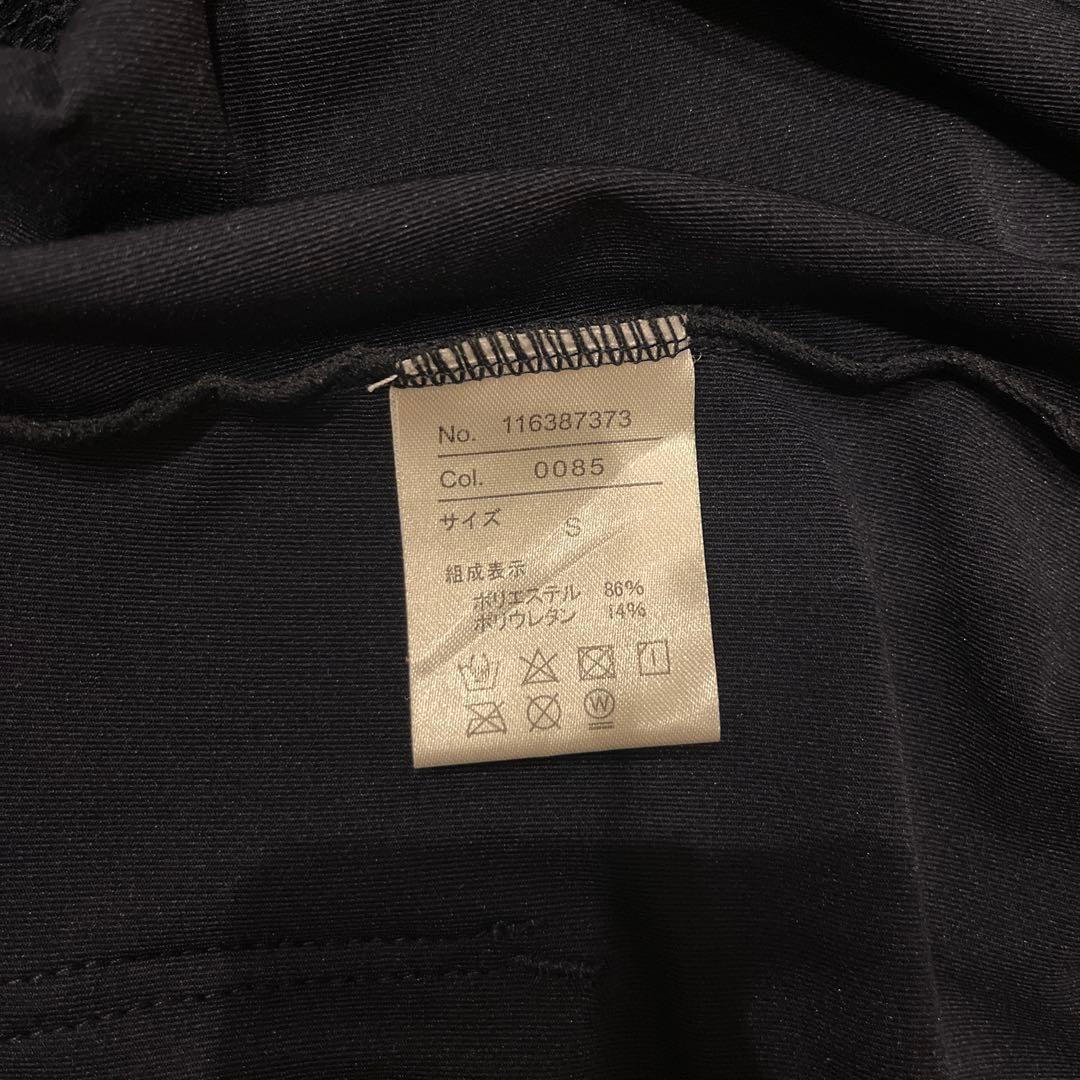 No. 116387373
Col. 0085
サイズ S
組成表示
ポリエステル 86%
ポリウレタン 14%
W